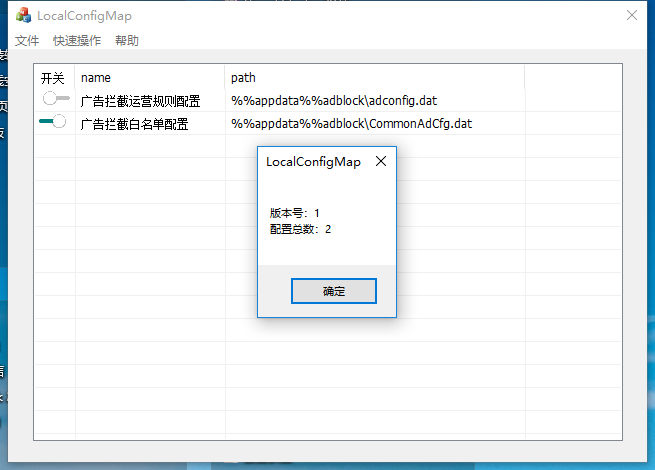 LocalConfigMap
文件 快速操作 帮助
开关 name path
广告拦截运营规则配置 %%appdata%%adblock\adconfig.dat
广告拦截白名单配置 %%appdata%%adblock\CommonAdCfg.dat
LocalConfigMap
版本号：1
配置总数：2
确定